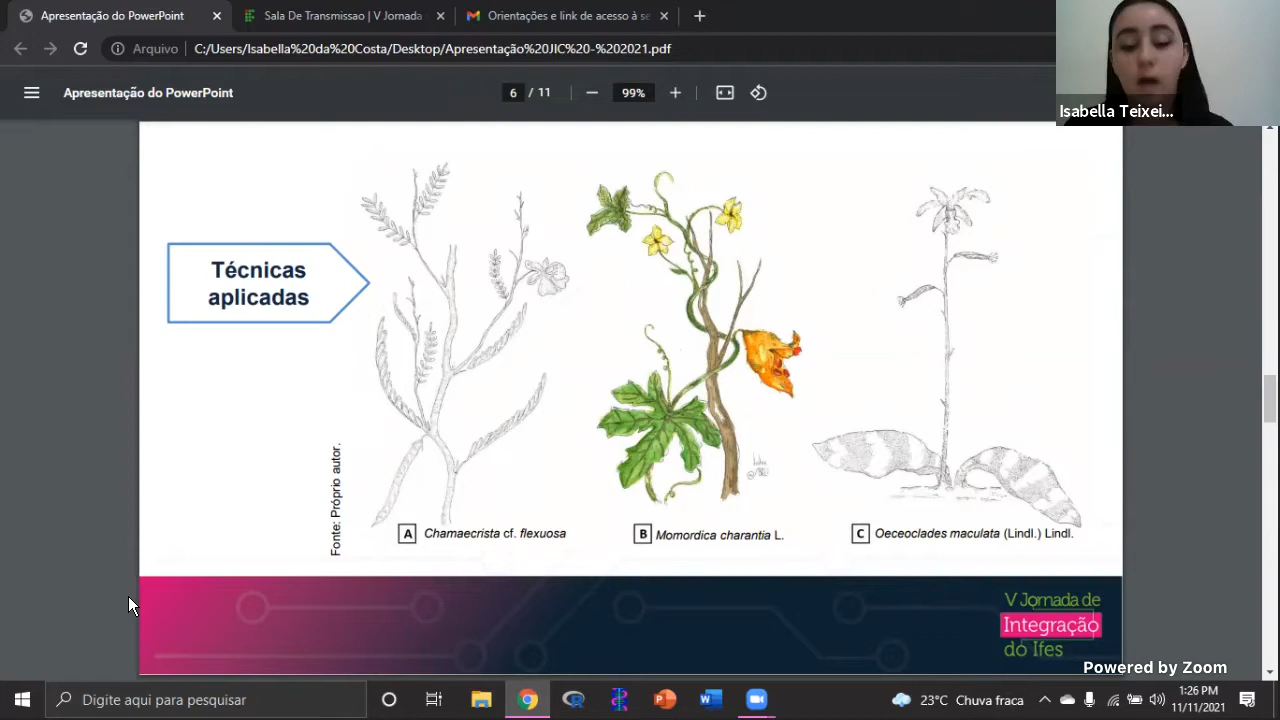 Apresentação do PowerPoint
Sala De Transmissao | V Jornada
Orientações e link de acesso à se
Arquivo
C:/Users/Isabella%20da%20Costa/Desktop/Apresentação%20JIC%20-%202021.pdf
Isabella Teixei...
Apresentação do PowerPoint
6 / 11
99%
Técnicas
aplicadas
Fonte: Próprio autor.
A Chamaecrista cf. flexuosa
B Momordica charantia L.
C Oeceoclades maculata (Lindl.) Lindl.
V Jornada de
Integração
do Ifes
Powered by Zoom
Digite aqui para pesquisar
23°C Chuva fraca
1:26 PM
11/11/2021